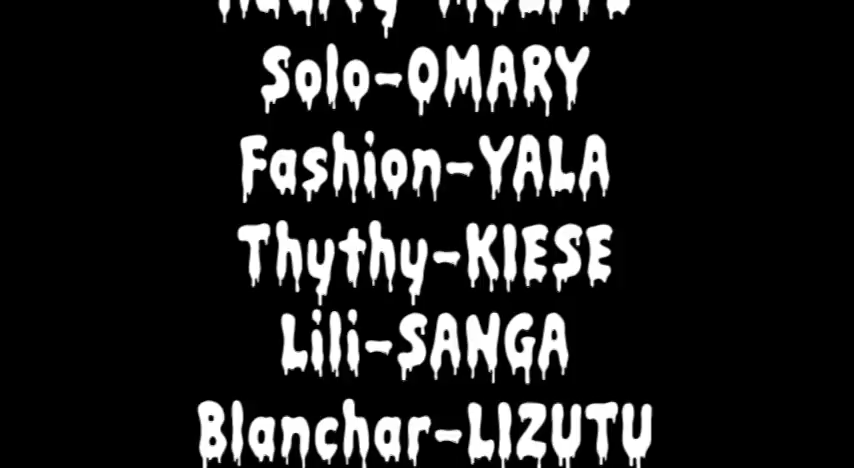 Solo-OMARY
Fashion-YALA
Thythy-KIESE
Lili-SANGA
Blanchar-LIZUTU